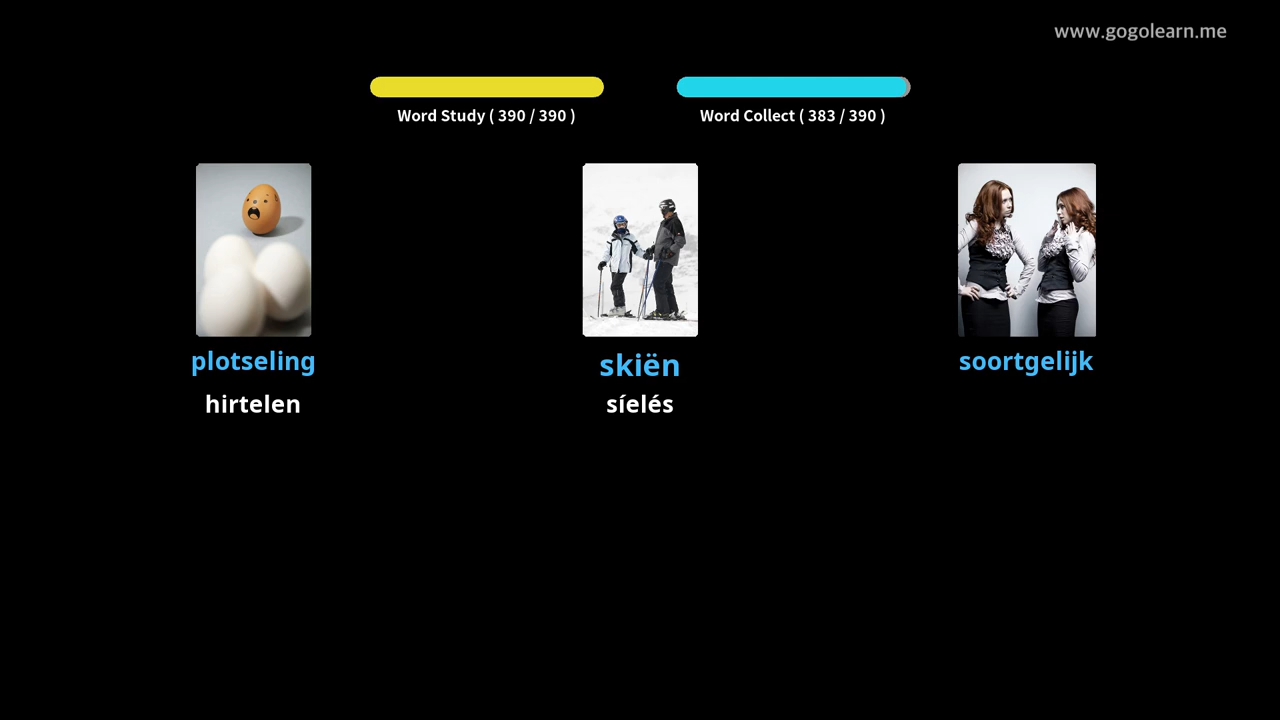 www.gogolearn.me
Word Study ( 390 / 390 )
Word Collect ( 383 / 390 )
plotseling
skiën
soortgelijk
hirtelen
síelés